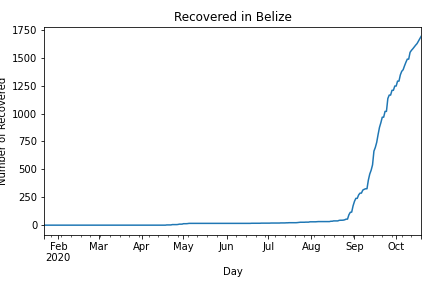 Recovered in Belize
1750
1500
1250
1000
750
500
250
0
Number of Recovered
Feb Mar Apr May Jun Jul Aug Sep Oct
2020
Day